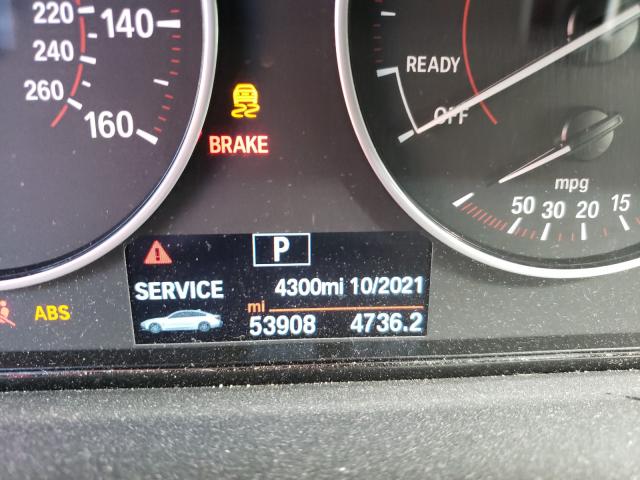 220
140
240
260
160
BRAKE
READY
OFF
mpg
50 30 20 15
P
SERVICE 4300mi 10/2021
mi
53908 4736.2
ABS